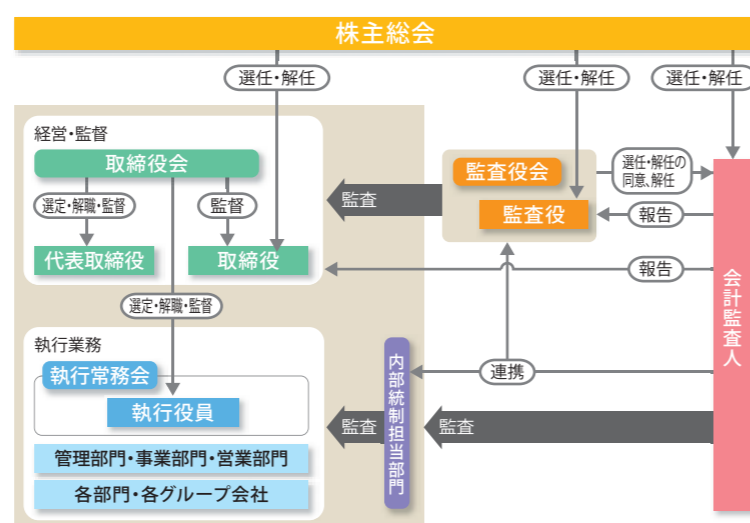 株主総会
選任・解任
選任・解任
選任・解任
経営・監督
取締役会
選定・解職・監督
監督
代表取締役
取締役
監査
監査役会
監査役
選任・解任の
同意、解任
報告
報告
会計監査人
選定・解職・監督
執行業務
執行常務会
執行役員
管理部門・事業部門・営業部門
各部門・各グループ会社
内部統制担当部門
連携
監査
監査